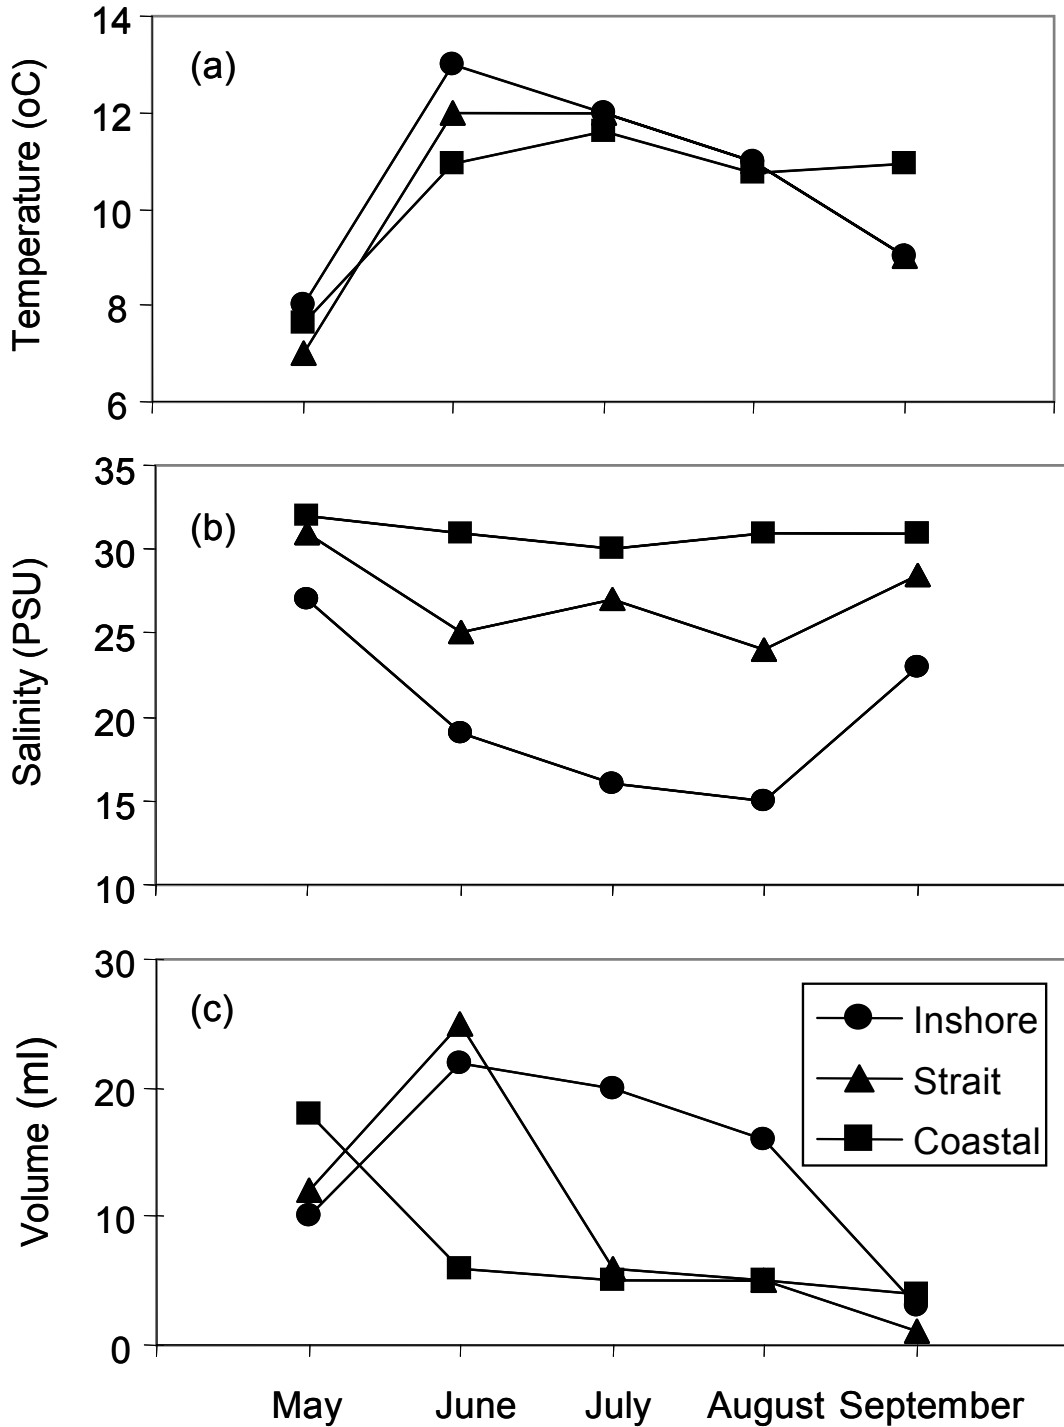 (a)
Temperature (oC)
14
12
10
8
6
(b)
Salinity (PSU)
35
30
25
20
15
10
(c)
Volume (ml)
30
20
10
0
Inshore
Strait
Coastal
May June July August September